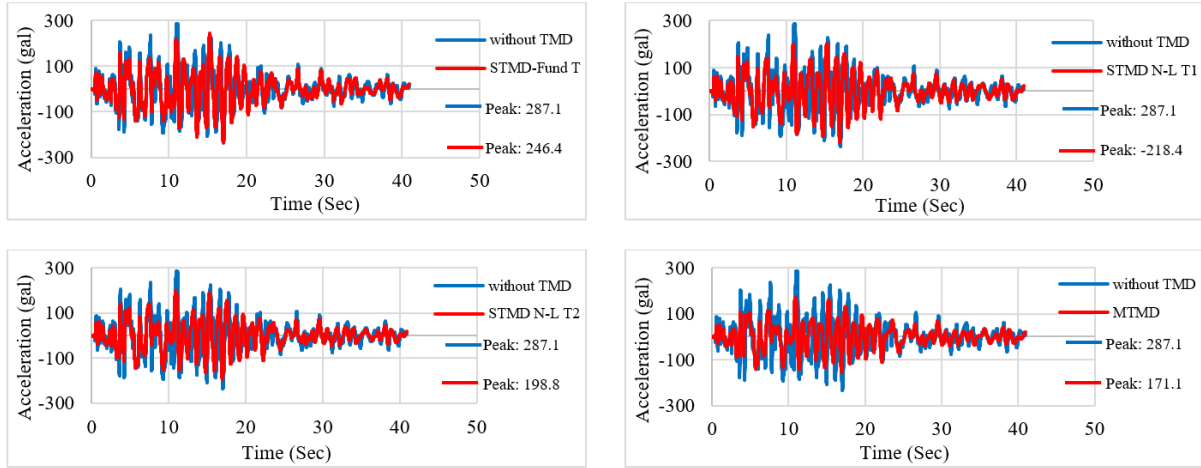 Acceleration (gal)
300
100
-100
-300
0
10
20
30
40
50
Time (Sec)
without TMD
STMD-Fund T
Peak: 287.1
Peak: 246.4
Acceleration (gal)
300
100
-100
-300
0
10
20
30
40
50
Time (Sec)
without TMD
STMD N-L T1
Peak: 287.1
Peak: -218.4
Acceleration (gal)
300
100
-100
-300
0
10
20
30
40
50
Time (Sec)
without TMD
STMD N-L T2
Peak: 287.1
Peak: 198.8
Acceleration (gal)
300
100
-100
-300
0
10
20
30
40
50
Time (Sec)
without TMD
MTMD
Peak: 287.1
Peak: 171.1